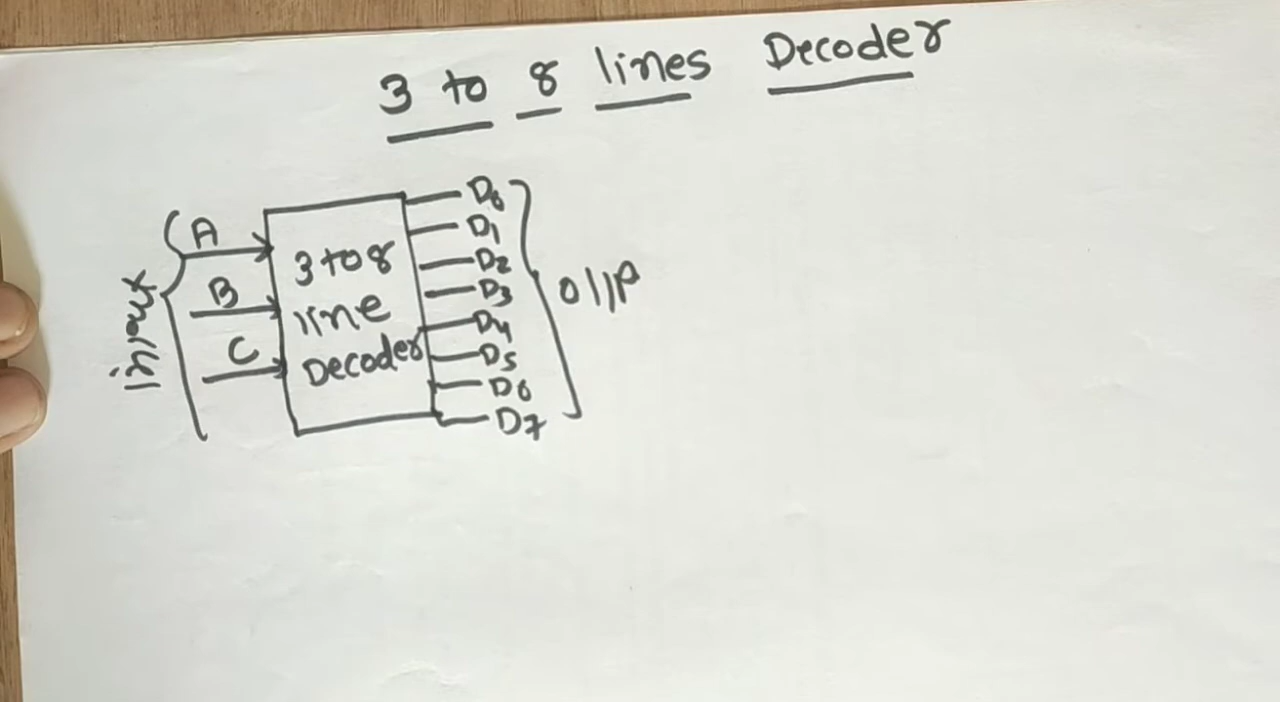 3 to 8 lines Decoder
input
A
B
C
3 to 8
line
Decoder
D0
D1
D2
D3
D4
D5
D6
D7
o/p